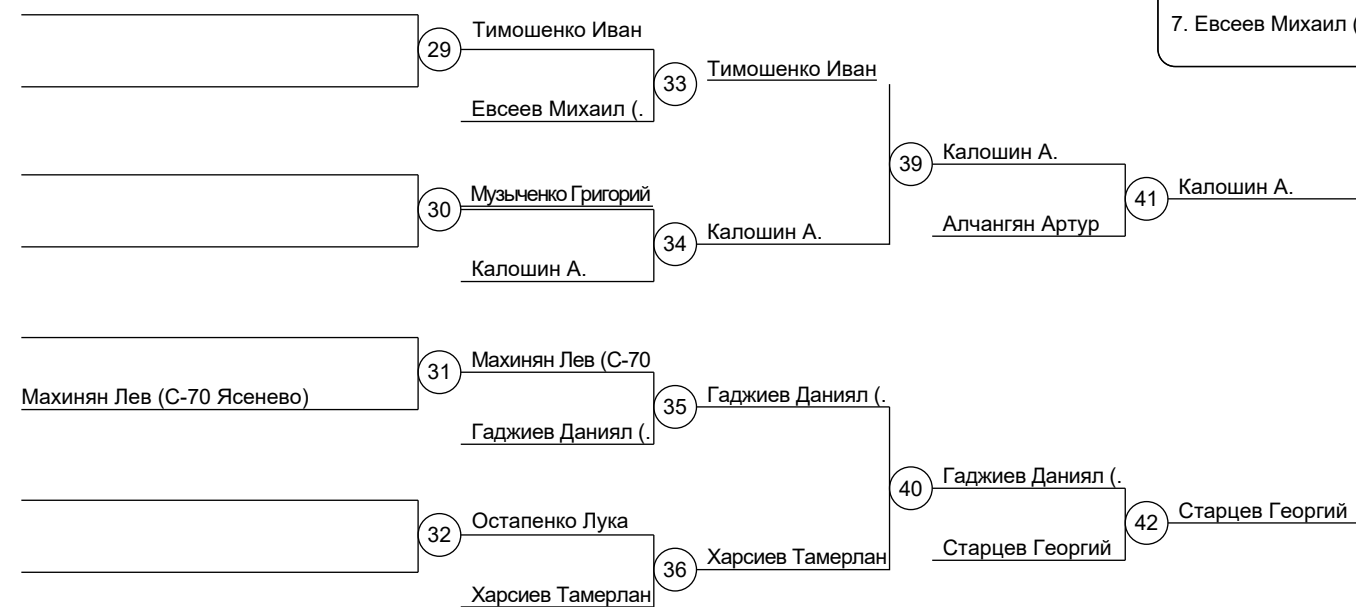 7. Евсеев Михаил (
29
Тимошенко Иван
33
Тимошенко Иван
Евсеев Михаил (.
39
Калошин А.
41
Калошин А.
30
Музыченко Григорий
34
Калошин А.
Алчангян Артур
Калошин А.
31
Махинян Лев (С-70
Махинян Лев (С-70 Ясенево)
35
Гаджиев Даниял (.
Гаджиев Даниял (.
40
Гаджиев Даниял (.
42
Старцев Георгий
32
Остапенко Лука
36
Харсиев Тамерлан
Старцев Георгий
Харсиев Тамерлан